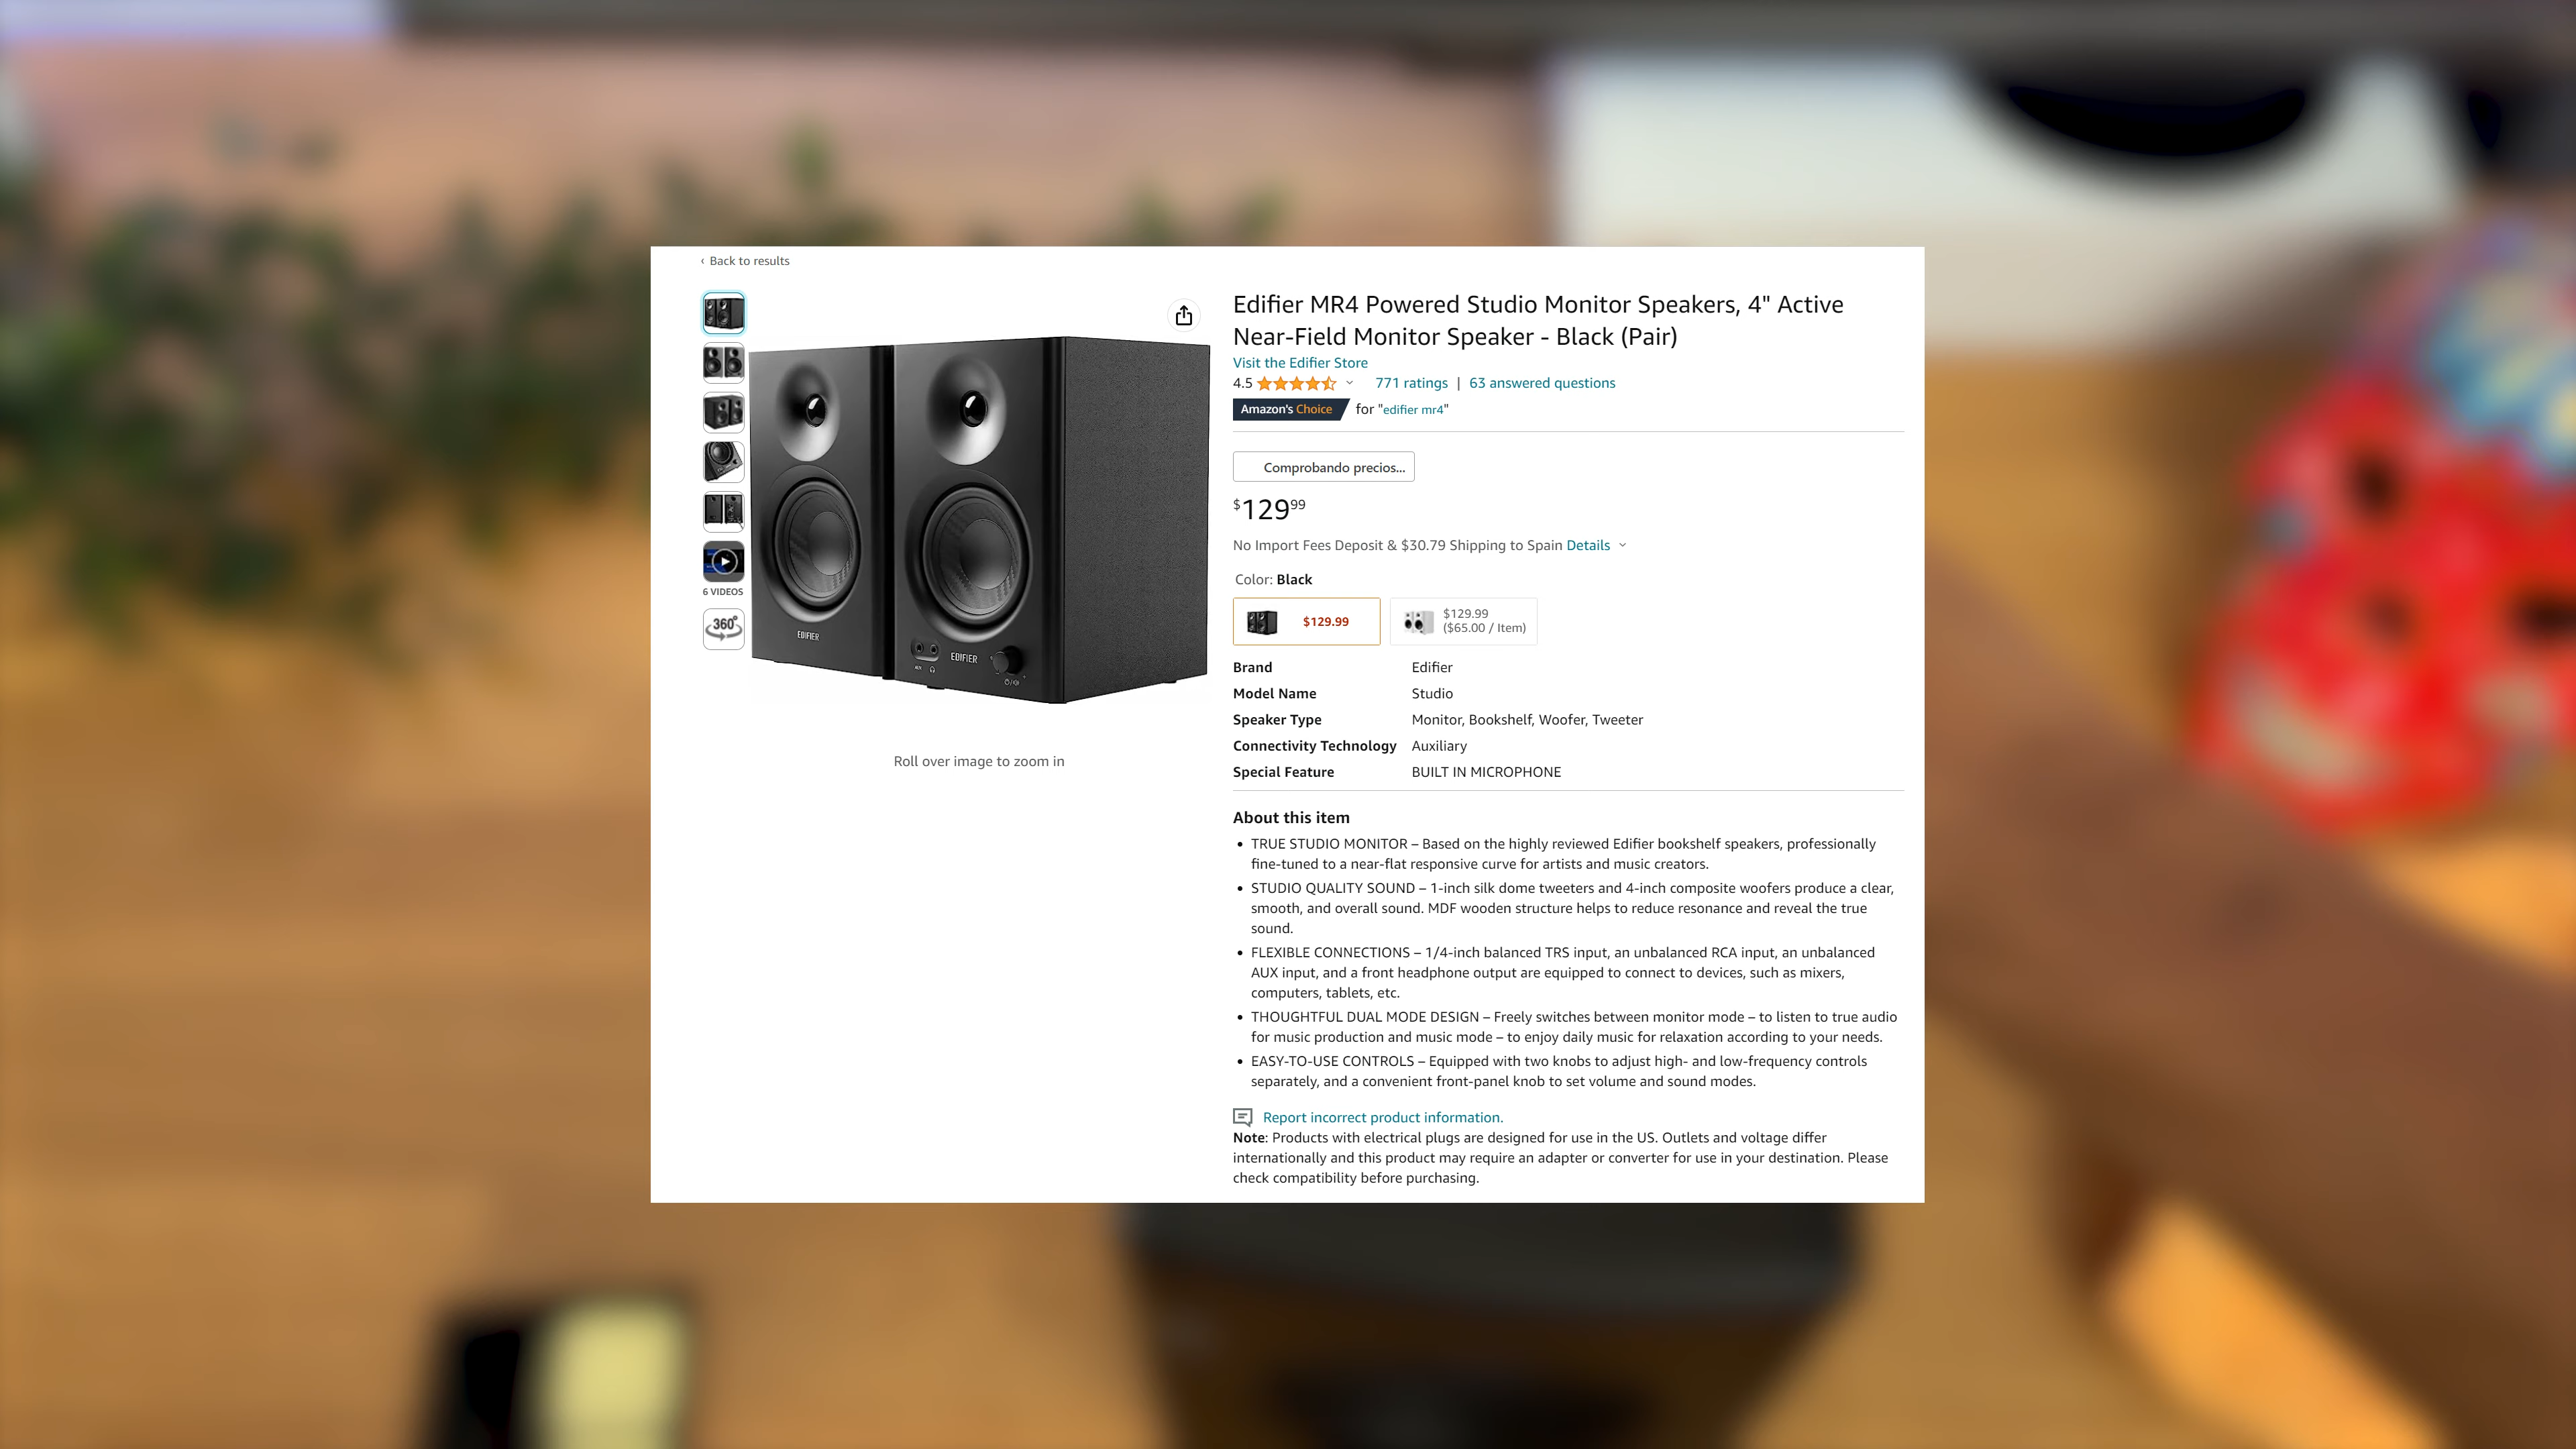 ‹ Back to results
6 VIDEOS
360°
EDIFIER
EDIFIER
AUX
Roll over image to zoom in
Edifier MR4 Powered Studio Monitor Speakers, 4" Active
Near-Field Monitor Speaker - Black (Pair)
Visit the Edifier Store
4.5 771 ratings | 63 answered questions
Amazon's Choice for "edifier mr4"
Comprobando precios...
$129.99
No Import Fees Deposit & $30.79 Shipping to Spain Details
Color: Black
$129.99
$129.99
($65.00 / Item)
Brand Edifier
Model Name Studio
Speaker Type Monitor, Bookshelf, Woofer, Tweeter
Connectivity Technology Auxiliary
Special Feature BUILT IN MICROPHONE
About this item
• TRUE STUDIO MONITOR – Based on the highly reviewed Edifier bookshelf speakers, professionally
fine-tuned to a near-flat responsive curve for artists and music creators.
• STUDIO QUALITY SOUND – 1-inch silk dome tweeters and 4-inch composite woofers produce a clear,
smooth, and overall sound. MDF wooden structure helps to reduce resonance and reveal the true
sound.
• FLEXIBLE CONNECTIONS – 1/4-inch balanced TRS input, an unbalanced RCA input, an unbalanced
AUX input, and a front headphone output are equipped to connect to devices, such as mixers,
computers, tablets, etc.
• THOUGHTFUL DUAL MODE DESIGN – Freely switches between monitor mode – to listen to true audio
for music production and music mode – to enjoy daily music for relaxation according to your needs.
• EASY-TO-USE CONTROLS – Equipped with two knobs to adjust high- and low-frequency controls
separately, and a convenient front-panel knob to set volume and sound modes.
Report incorrect product information.
Note: Products with electrical plugs are designed for use in the US. Outlets and voltage differ
internationally and this product may require an adapter or converter for use in your destination. Please
check compatibility before purchasing.